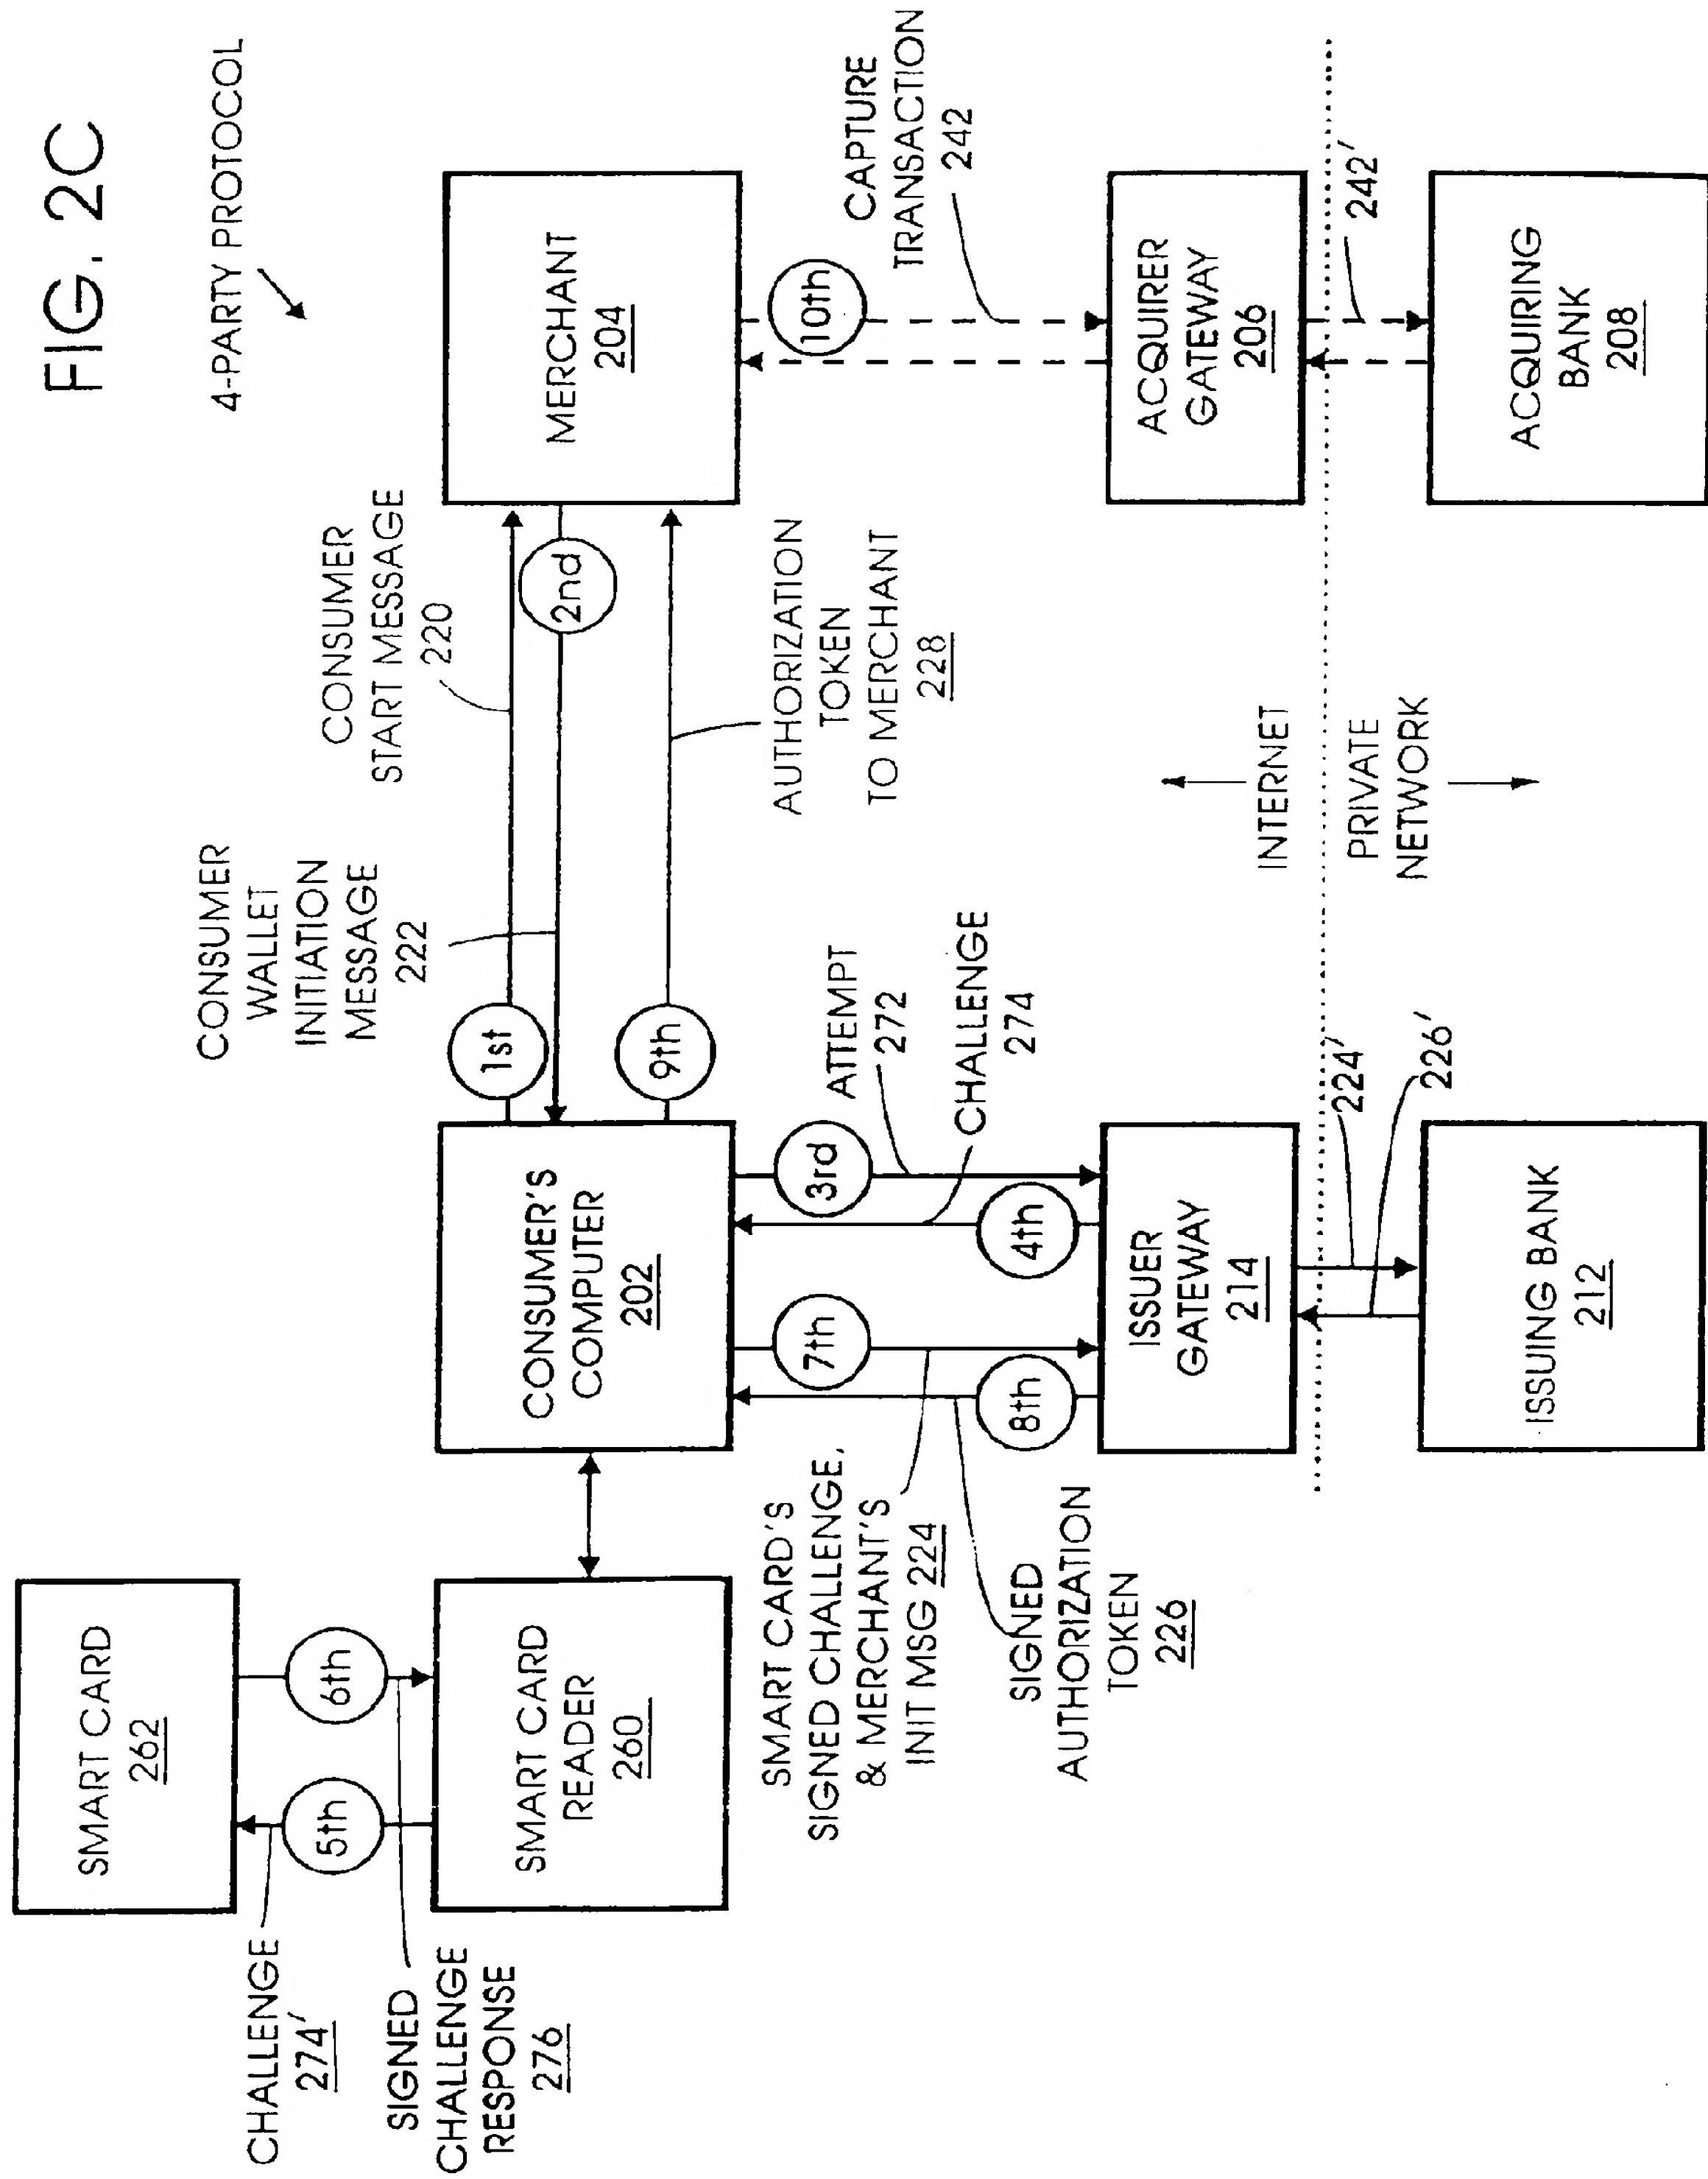 FIG. 2C
4-PARTY PROTOCOL
CONSUMER
WALLET
INITIATION
MESSAGE
222
CONSUMER
START MESSAGE
220
SMART CARD
262
CHALLENGE
274'
5th
6th
SIGNED
CHALLENGE
RESPONSE
276
SMART CARD
READER
260
CONSUMER'S
COMPUTER
202
1st
2nd
9th
MERCHANT
204
AUTHORIZATION
TOKEN
TO MERCHANT
228
SMART CARD'S
SIGNED CHALLENGE,
& MERCHANT'S
INIT MSG 224
7th
3rd
ATTEMPT
272
10th
CAPTURE
TRANSACTION
242
8th
4th
CHALLENGE
274
SIGNED
AUTHORIZATION
TOKEN
226
ISSUER
GATEWAY
214
ACQUIRER
GATEWAY
206
INTERNET
PRIVATE
NETWORK
224'
226'
242'
ISSUING BANK
212
ACQUIRING
BANK
208